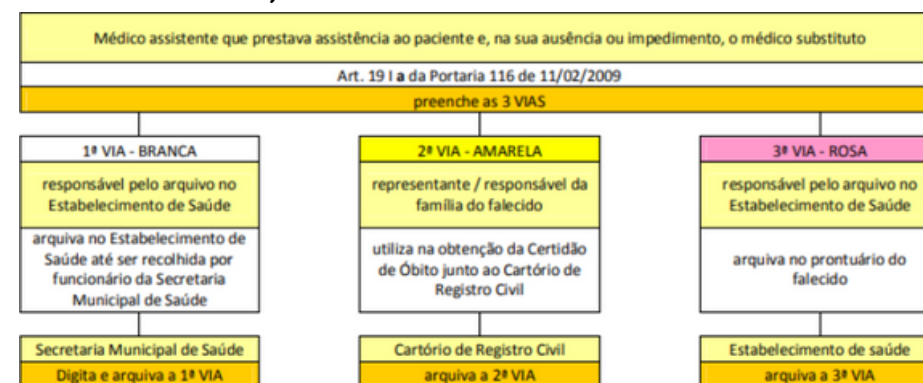 Médico assistente que prestava assistência ao paciente e, na sua ausência ou impedimento, o médico substituto
Art. 19 I a da Portaria 116 de 11/02/2009
preenche as 3 VIAS
1ª VIA - BRANCA
responsável pelo arquivo no
Estabelecimento de Saúde
arquiva no Estabelecimento de
Saúde até ser recolhida por
funcionário da Secretaria
Municipal de Saúde
Secretaria Municipal de Saúde
Digita e arquiva a 1ª VIA
2ª VIA - AMARELA
representante / responsável da
família do falecido
utiliza na obtenção da Certidão
de Óbito junto ao Cartório de
Registro Civil
Cartório de Registro Civil
arquiva a 2ª VIA
3ª VIA - ROSA
responsável pelo arquivo no
Estabelecimento de Saúde
arquiva no prontuário do
falecido
Estabelecimento de saúde
arquiva a 3ª VIA